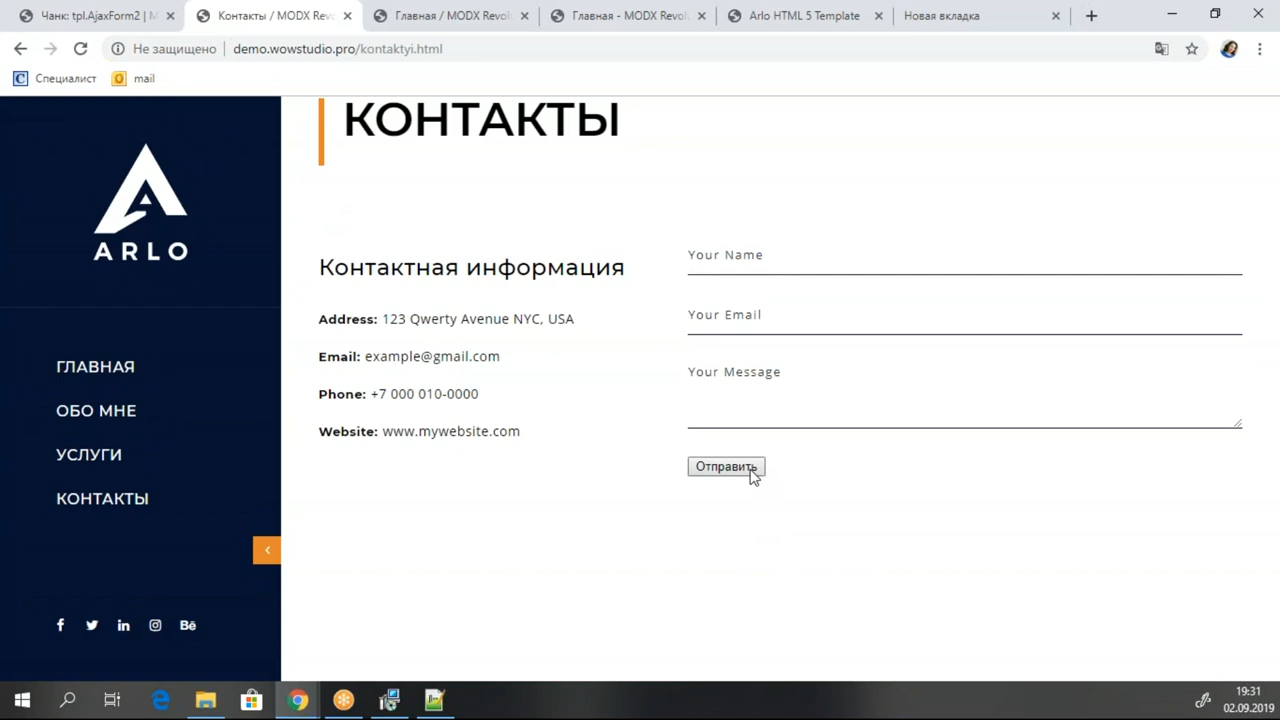 Чанк: tpl.AjaxForm2 | M
Контакты / MODX Revo
Главная / MODX Revol
Главная - MODX Revol
Arlo HTML 5 Template
Новая вкладка
Не защищено
demo.wowstudio.pro/kontaktyi.html
Специалист
mail
ARLO
ГЛАВНАЯ
ОБО МНЕ
УСЛУГИ
КОНТАКТЫ
КОНТАКТЫ
Контактная информация
Address: 123 Qwerty Avenue NYC, USA
Email: example@gmail.com
Phone: +7 000 010-0000
Website: www.mywebsite.com
Your Name
Your Email
Your Message
Отправить
19:31
02.09.2019